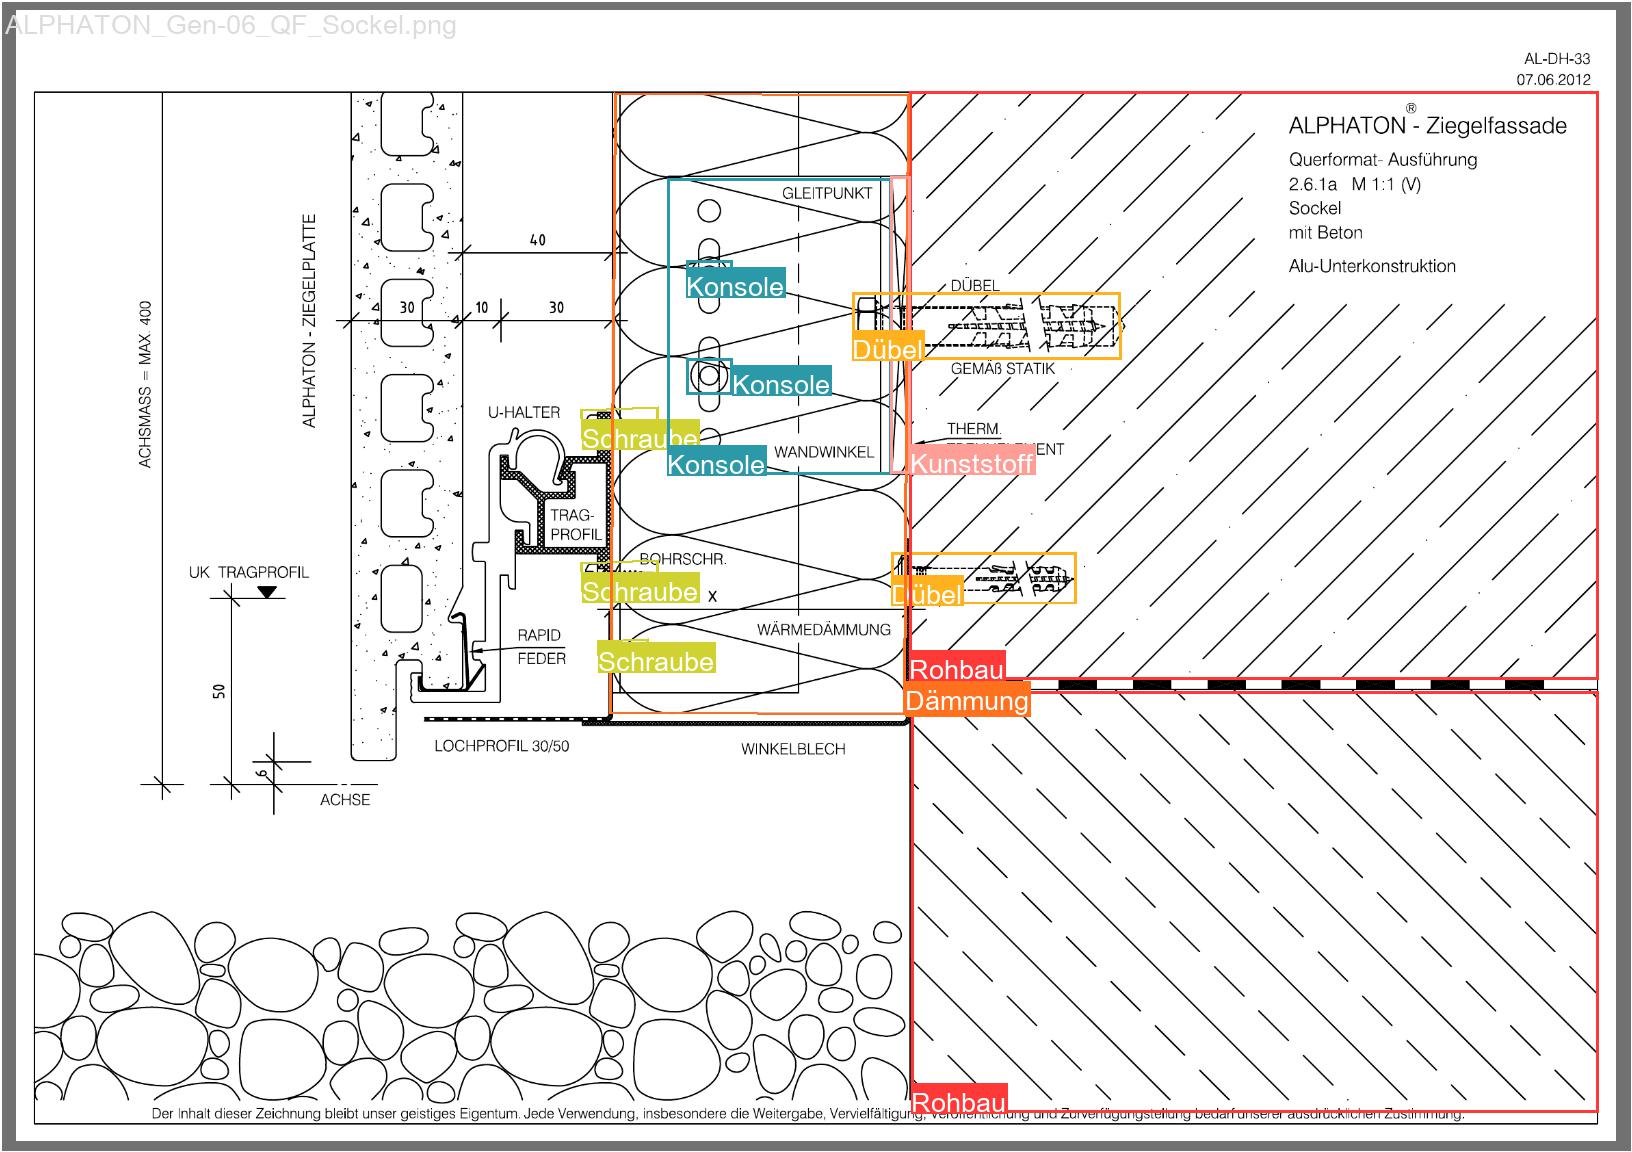 ALPHATON_Gen-06_QF_Sockel.png
AL-DH-33
07.06.2012
ALPHATON® - Ziegelfassade
Querformat- Ausführung
2.6.1a M 1:1 (V)
Sockel
mit Beton
Alu-Unterkonstruktion
GLEITPUNKT
40
ALPHATON - ZIEGELPLATTE
Konsole
DÜBEL
ACHSMASS = MAX. 400
30
10
30
Dübel
GEMÄß STATIK
Konsole
U-HALTER
Schraube
THERM.
WANDWINKEL
Konsole
Kunststoff
TRAG-
PROFIL
BOHRSCHR.
UK TRAGPROFIL
Schraube
x
Dübel
WÄRMEDÄMMUNG
RAPID
FEDER
Schraube
Rohbau
50
Dämmung
LOCHPROFIL 30/50
WINKELBLECH
6
ACHSE
Rohbau
Der Inhalt dieser Zeichnung bleibt unser geistiges Eigentum. Jede Verwendung, insbesondere die Weitergabe, Vervielfältigung, Veröffentlichung und Zurverfügungstellung bedarf unserer ausdrücklichen Zustimmung.